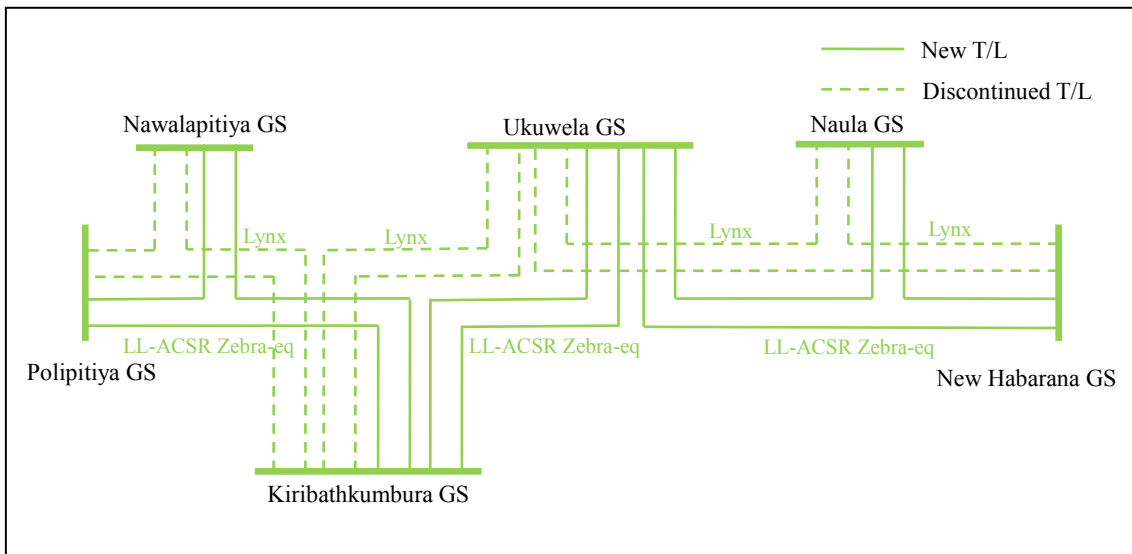 New T/L
Discontinued T/L
Nawalapitiya GS
Ukuwela GS
Naula GS
Lynx
Lynx
Lynx
Lynx
LL-ACSR Zebra-eq
LL-ACSR Zebra-eq
LL-ACSR Zebra-eq
Polipitiya GS
New Habarana GS
Kiribathkumbura GS